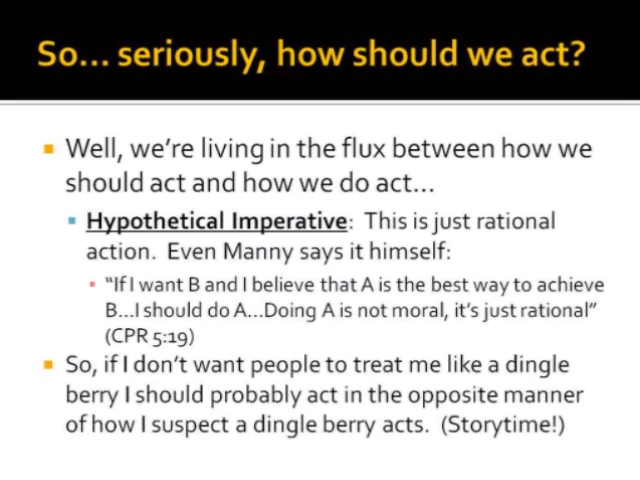 So... seriously, how should we act?
Well, we're living in the flux between how we
should act and how we do act...
Hypothetical Imperative: This is just rational
action. Even Manny says it himself:
"If I want B and I believe that A is the best way to achieve
B...I should do A...Doing A is not moral, it's just rational"
(CPR 5:19)
So, if I don't want people to treat me like a dingle
berry I should probably act in the opposite manner
of how I suspect a dingle berry acts. (Storytime!)